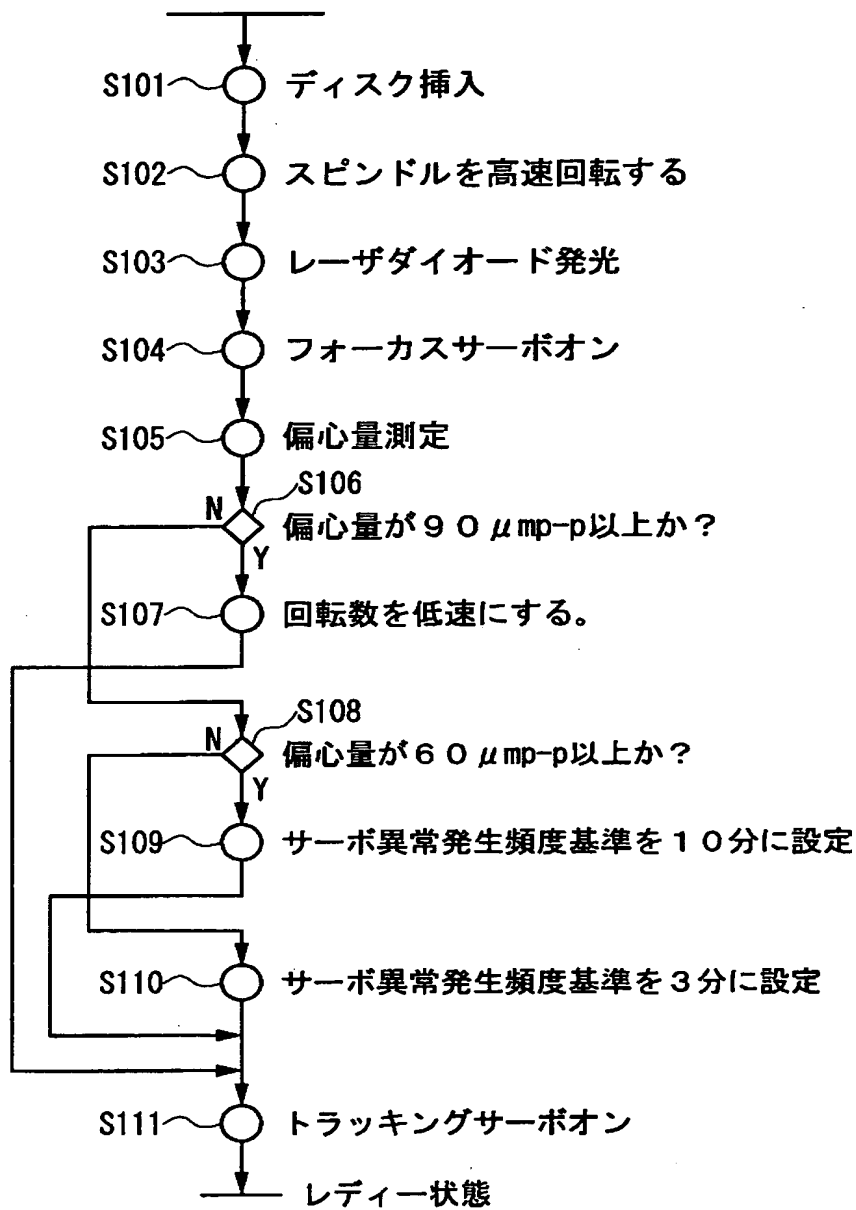 S101 ディスク挿入
S102 スピンドルを高速回転する
S103 レーザダイオード発光
S104 フォーカスサーボオン
S105 偏心量測定
S106
N 偏心量が９０μmp-p以上か？
Y
S107 回転数を低速にする。
S108
N 偏心量が６０μmp-p以上か？
Y
S109 サーボ異常発生頻度基準を１０分に設定
S110 サーボ異常発生頻度基準を３分に設定
S111 トラッキングサーボオン
レディー状態